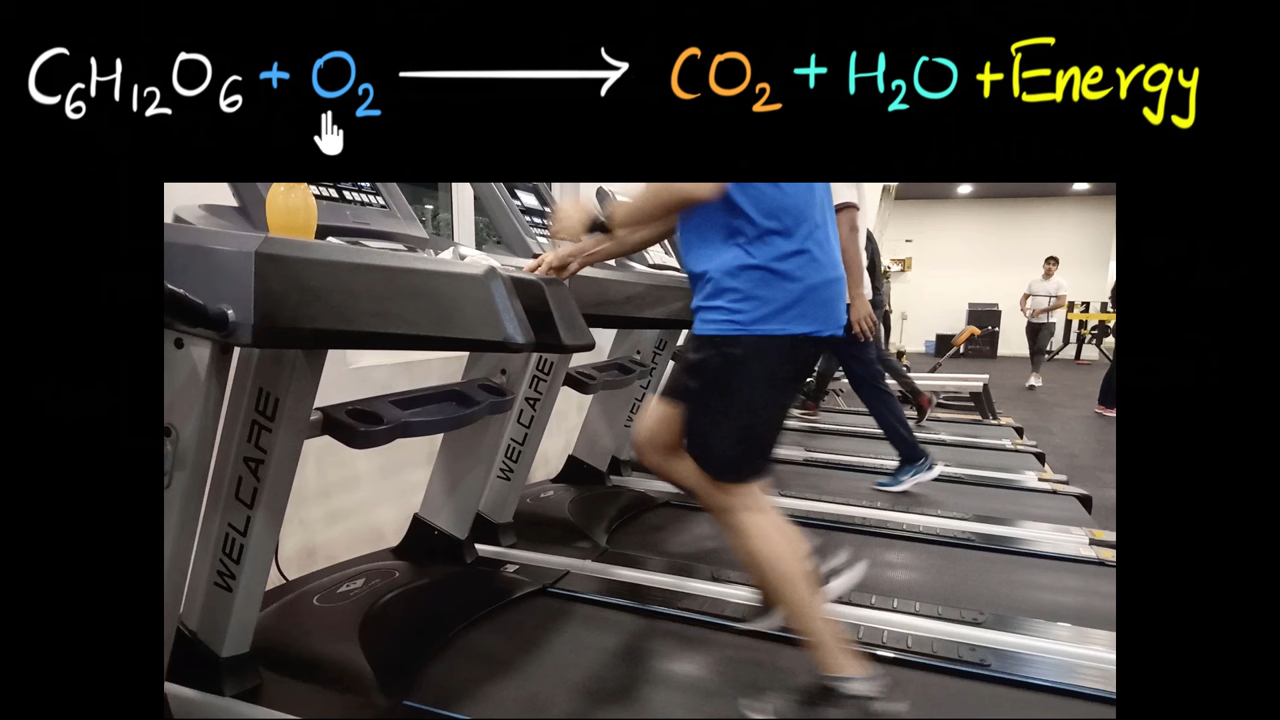 C₆H₁₂O₆ + O₂ ⟶ CO₂ + H₂O + Energy
WELCARE
WELCARE
WELCARE